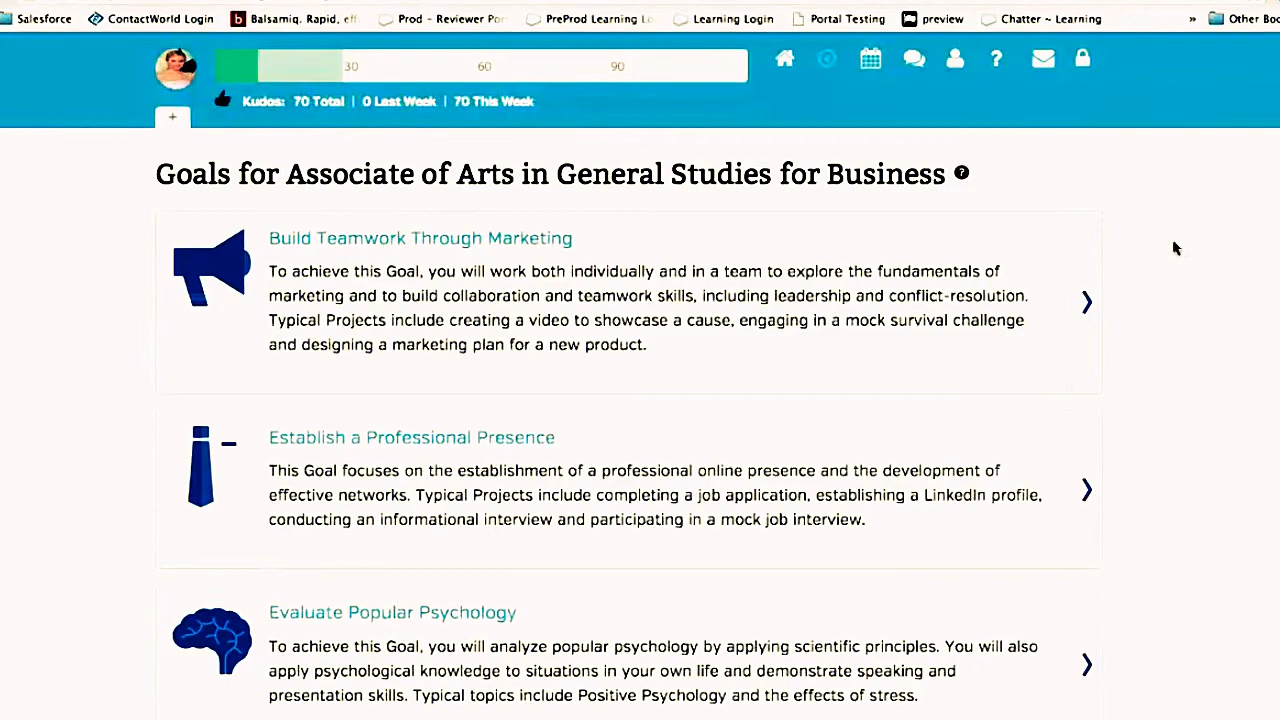 Salesforce ContactWorld Login Balsamiq. Rapid, ef Prod - Reviewer Po PreProd Learning L Learning Login Portal Testing preview Chatter ~ Learning » Other Boo
30 60 90
Kudos: 70 Total | 0 Last Week | 70 This Week
+
Goals for Associate of Arts in General Studies for Business ?
Build Teamwork Through Marketing
To achieve this Goal, you will work both individually and in a team to explore the fundamentals of
marketing and to build collaboration and teamwork skills, including leadership and conflict-resolution.
Typical Projects include creating a video to showcase a cause, engaging in a mock survival challenge
and designing a marketing plan for a new product.
Establish a Professional Presence
This Goal focuses on the establishment of a professional online presence and the development of
effective networks. Typical Projects include completing a job application, establishing a LinkedIn profile,
conducting an informational interview and participating in a mock job interview.
Evaluate Popular Psychology
To achieve this Goal, you will analyze popular psychology by applying scientific principles. You will also
apply psychological knowledge to situations in your own life and demonstrate speaking and
presentation skills. Typical topics include Positive Psychology and the effects of stress.